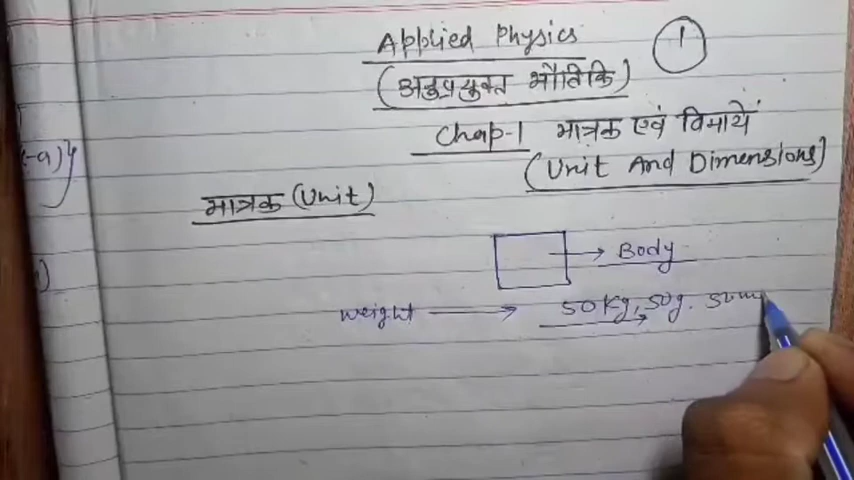 Applied Physics
1
(अनुप्रयुक्त भौतिकि)
Chap-1 मात्रक एवं विमायें
(Unit And Dimensions)
मात्रक (Unit)
Body
weight → 50Kg, 50g.
-a)}